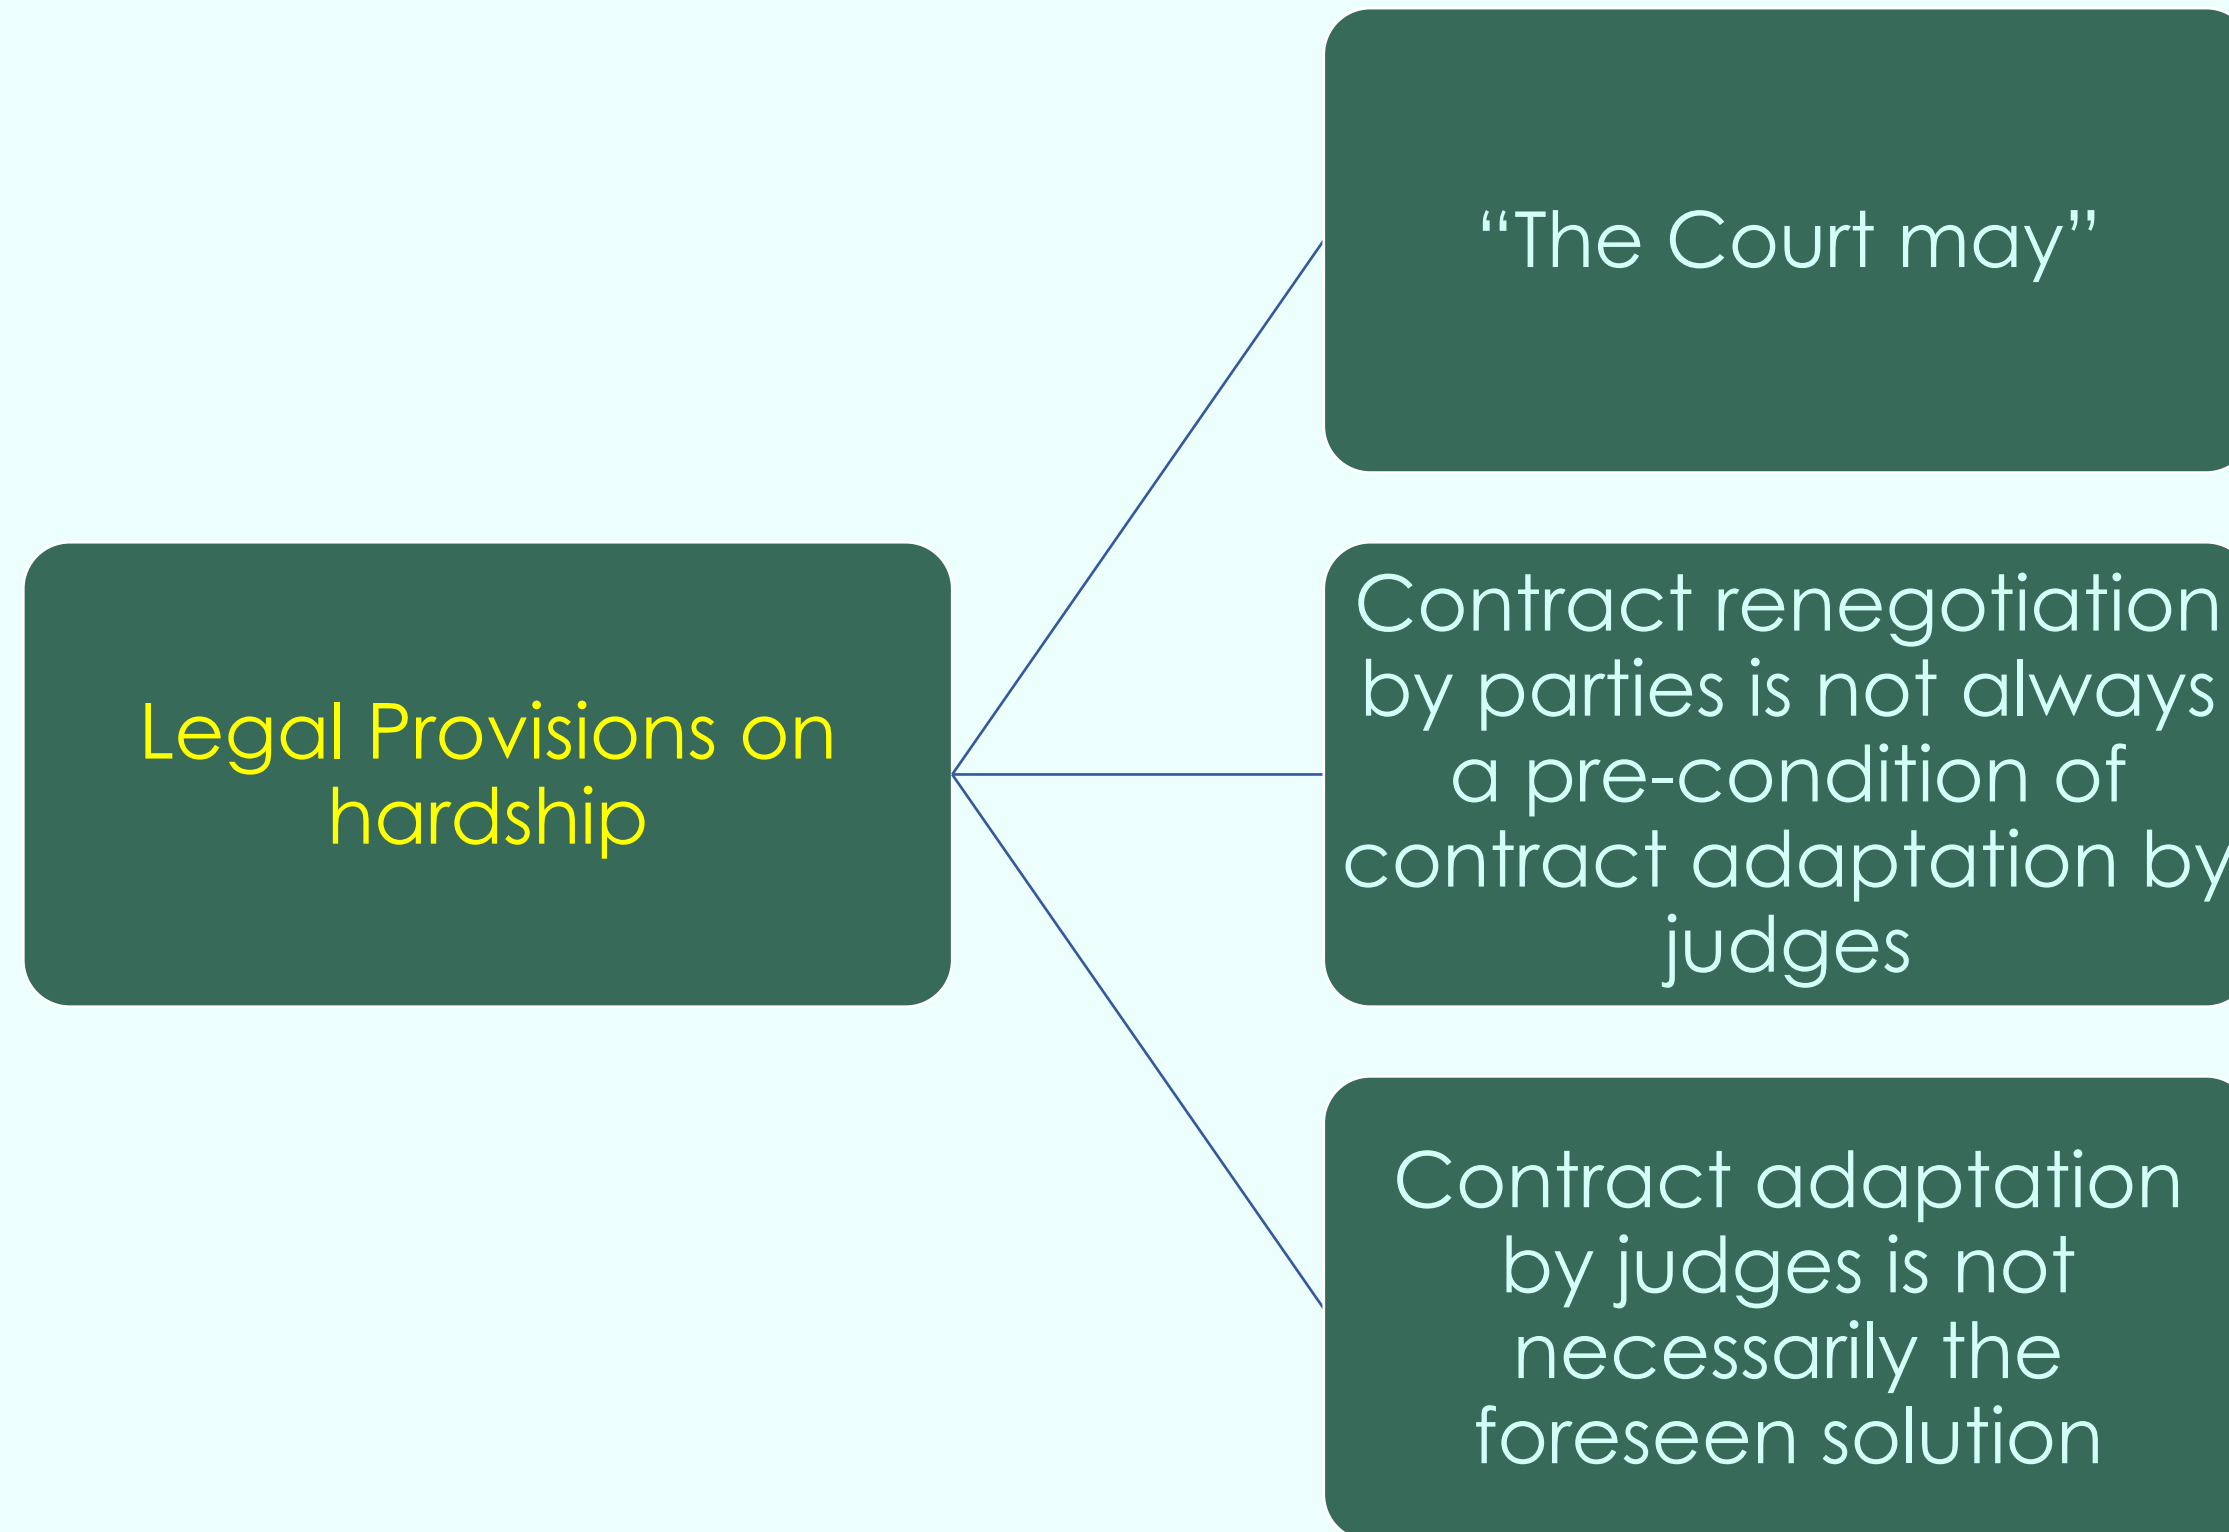 “The Court may”
Legal Provisions on
hardship
Contract renegotiation
by parties is not always
a pre-condition of
contract adaptation by
judges
Contract adaptation
by judges is not
necessarily the
foreseen solution